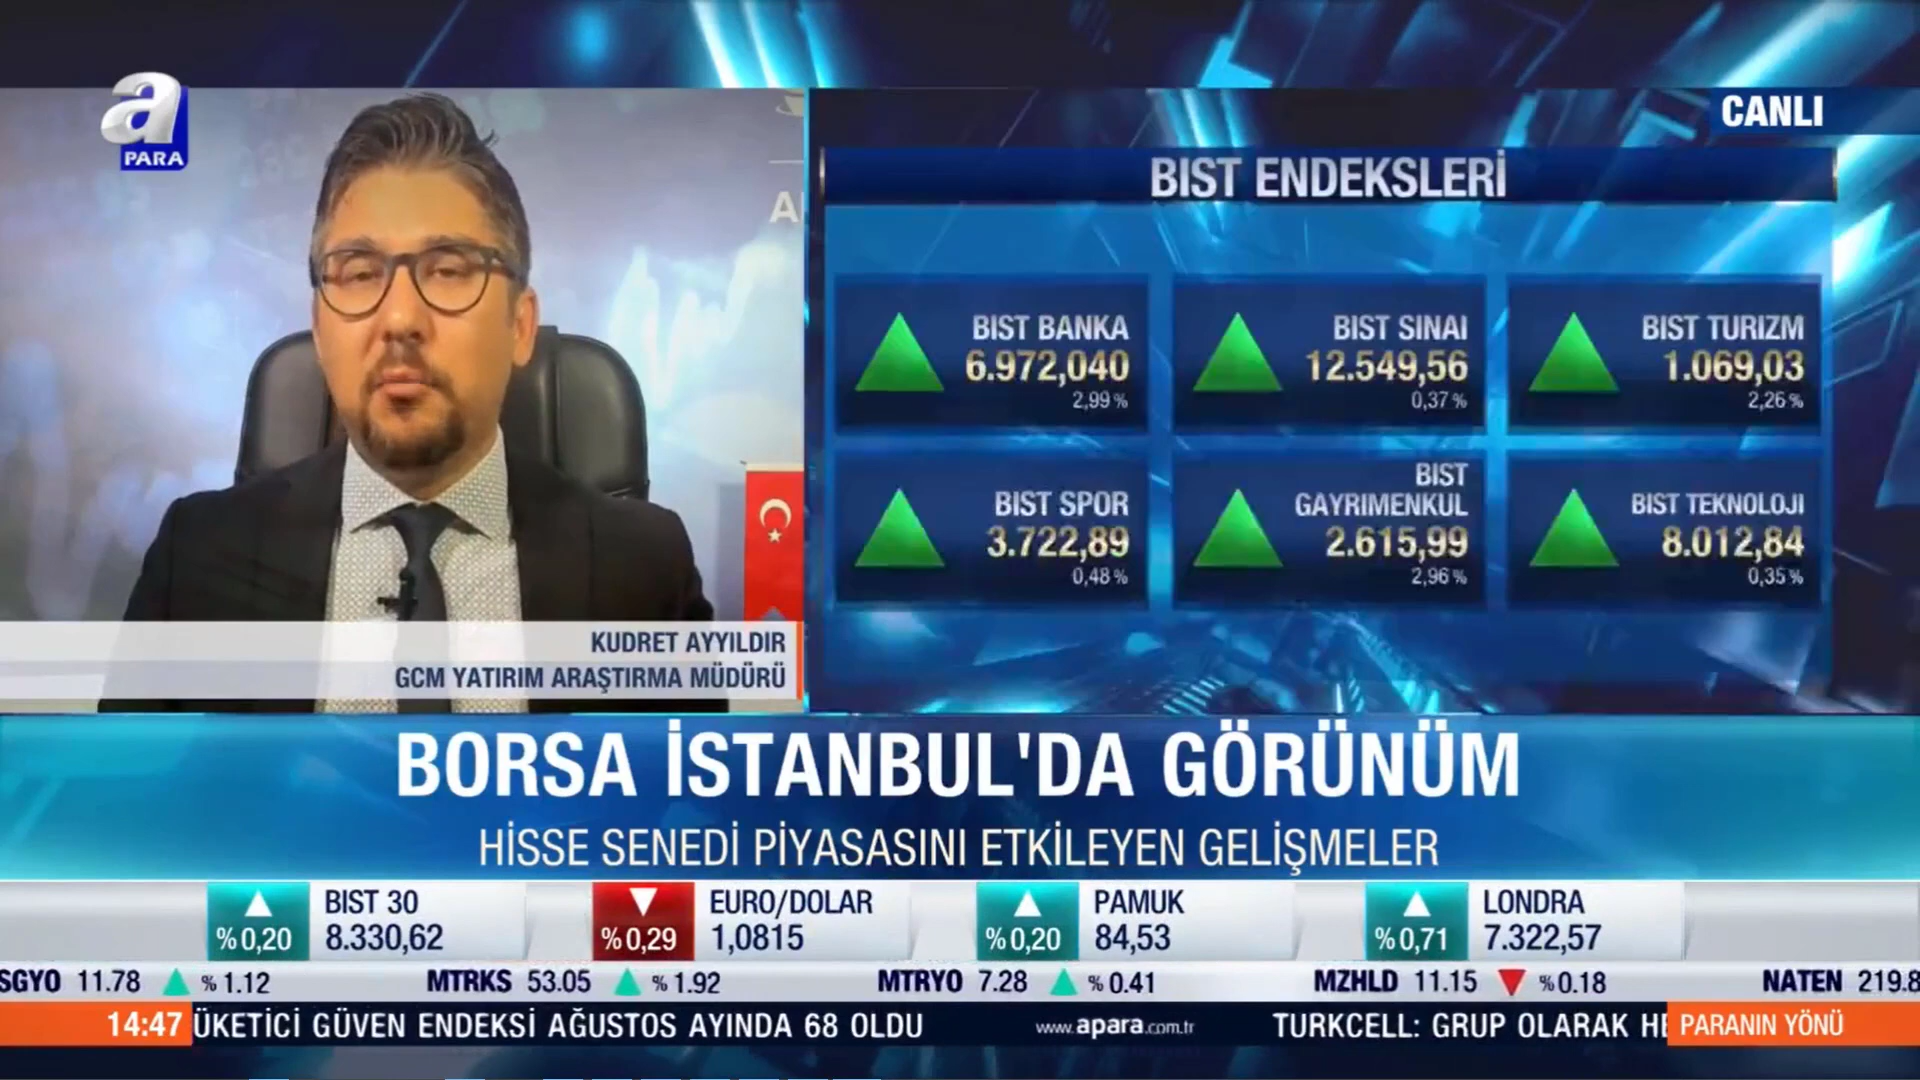 a
PARA
CANLI
BIST ENDEKSLERİ
BIST BANKA
6.972,040
2,99 %
BIST SINAI
12.549,56
0,37 %
BIST TURIZM
1.069,03
2,26 %
BIST SPOR
3.722,89
0,48 %
BIST
GAYRIMENKUL
2.615,99
2,96 %
BIST TEKNOLOJI
8.012,84
0,35 %
KUDRET AYYILDIR
GCM YATIRIM ARAŞTIRMA MÜDÜRÜ
BORSA İSTANBUL'DA GÖRÜNÜM
HİSSE SENEDİ PİYASASINI ETKİLEYEN GELİŞMELER
%0,20 BIST 30 8.330,62
%0,29 EURO/DOLAR 1,0815
%0,20 PAMUK 84,53
%0,71 LONDRA 7.322,57
SGYO 11.78 %1.12 MTRKS 53.05 %1.92 MTRYO 7.28 %0.41 MZHLD 11.15 %0.18 NATEN 219.8
14:47 ÜKETİCİ GÜVEN ENDEKSİ AĞUSTOS AYINDA 68 OLDU www.apara.com.tr TURKCELL: GRUP OLARAK HE PARANIN YÖNÜ